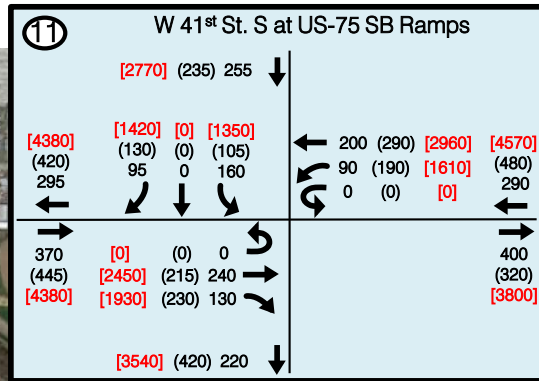 11
W 41st St. S at US-75 SB Ramps
[2770] (235) 255
[4380] [1420] [0] [1350] 200 (290) [2960] [4570]
(420) (130) (0) (105) 90 (190) [1610] (480)
295 95 0 160 0 (0) [0] 290
370 [0] (0) 0 400
(445) [2450] (215) 240 (320)
[4380] [1930] (230) 130 [3800]
[3540] (420) 220